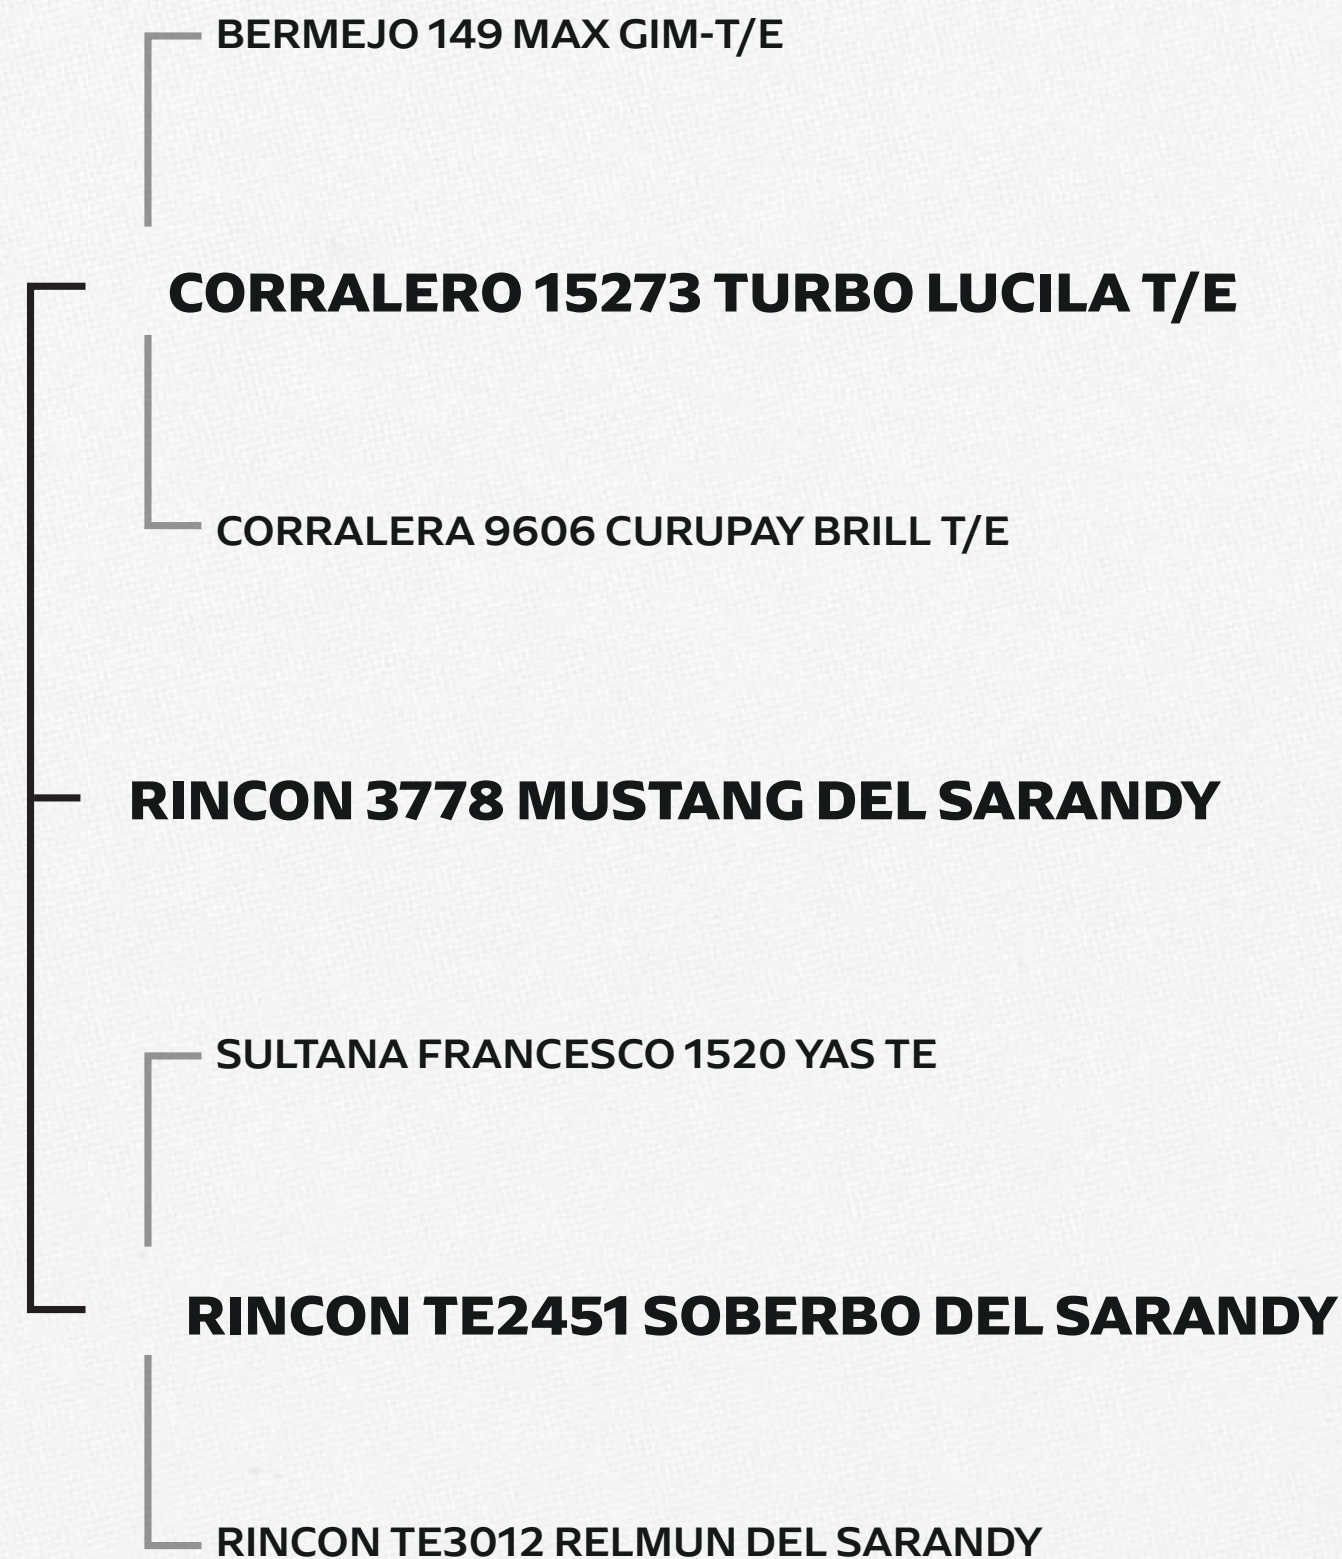 BERMEJO 149 MAX GIM-T/E
CORRALERO 15273 TURBO LUCILA T/E
CORRALERA 9606 CURUPAY BRILL T/E
RINCON 3778 MUSTANG DEL SARANDY
SULTANA FRANCESCO 1520 YAS TE
RINCON TE2451 SOBERBO DEL SARANDY
RINCON TE3012 RELMUN DEL SARANDY